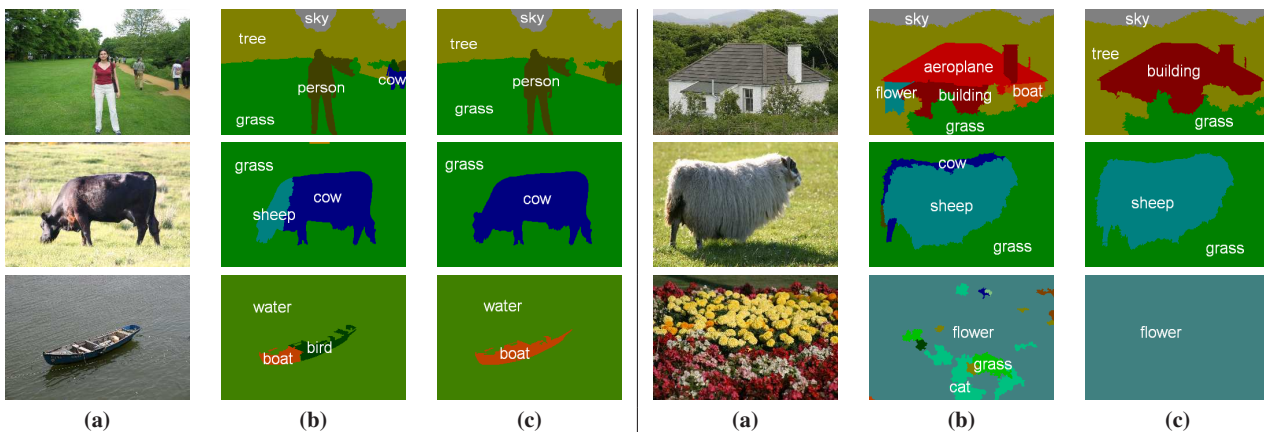 sky
tree
person
cow
grass
sky
tree
person
grass
sky
aeroplane
flower
building
boat
grass
sky
tree
building
grass
grass
sheep
cow
grass
cow
cow
sheep
grass
sheep
grass
water
boat
bird
water
boat
flower
grass
cat
flower
(a)
(b)
(c)
(a)
(b)
(c)